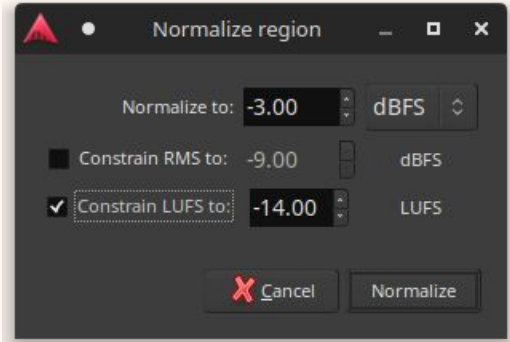 Normalize region
Normalize to: -3.00 dBFS
Constrain RMS to: -9.00 dBFS
Constrain LUFS to: -14.00 LUFS
Cancel Normalize